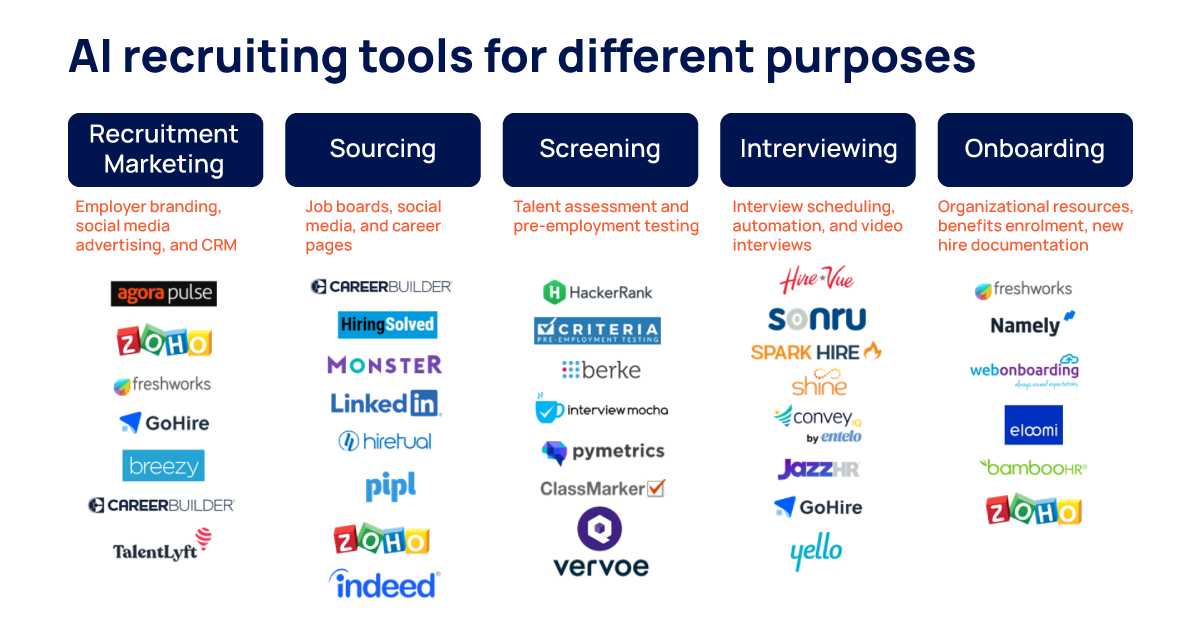 AI recruiting tools for different purposes
Recruitment
Marketing
Employer branding,
social media
advertising, and CRM
agora pulse
ZOHO
freshworks
GoHire
breezy
CAREERBUILDER
TalentLyft
Sourcing
Job boards, social
media, and career
pages
CAREERBUILDER
HiringSolved
MONSTER
Linked in
hiretual
pipl
ZOHO
indeed
Screening
Talent assessment and
pre-employment testing
H HackerRank
CRITERIA
PRE-EMPLOYMENT TESTING
berke
interview mocha
pymetrics
ClassMarker
vervoe
Intrerviewing
Interview scheduling,
automation, and video
interviews
Hire Vue
sonru
SPARK HIRE
shine
convey IQ
by entelo
JazzHR
GoHire
yello
Onboarding
Organizational resources,
benefits enrolment, new
hire documentation
freshworks
Namely
webonboarding
always exceed expectations
eloomi
bambooHR®
ZOHO